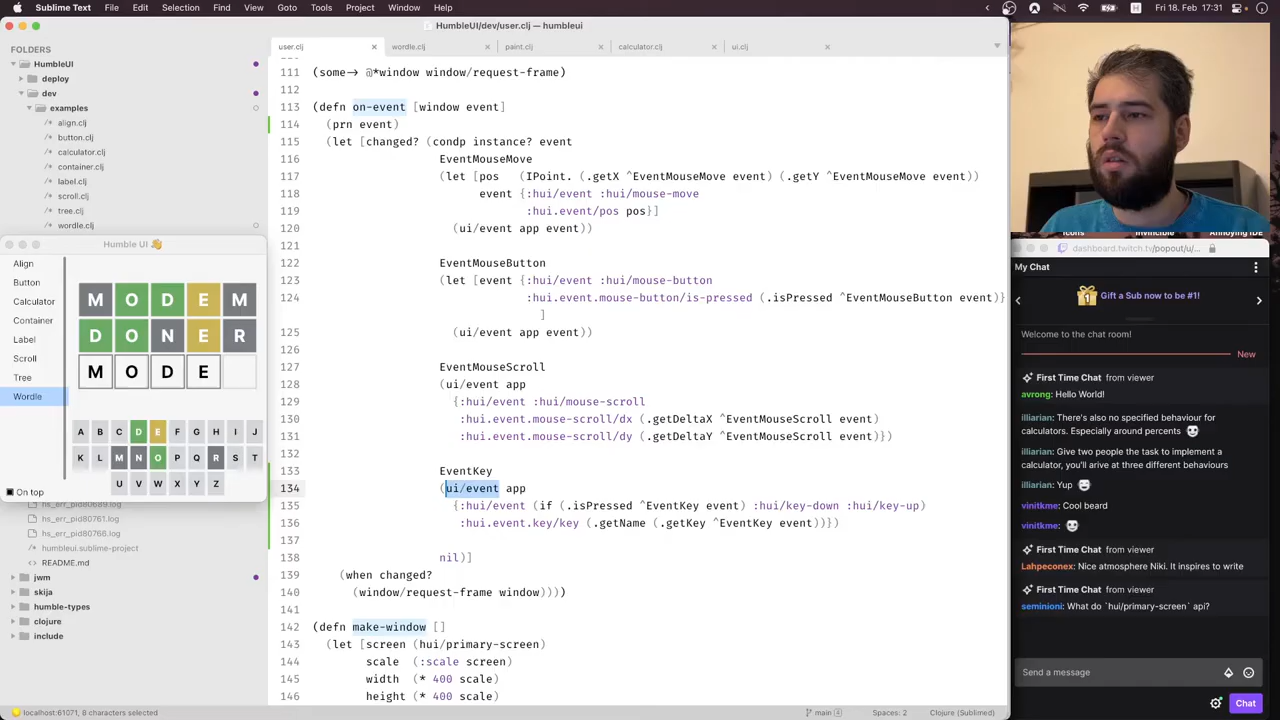 Sublime Text File Edit Selection Find View Goto Tools Project Window Help
Fri 18. Feb 17:31
HumbleUI/dev/user.clj — humbleui
FOLDERS
HumbleUI
deploy
dev
examples
align.clj
button.clj
calculator.clj
container.clj
label.clj
scroll.clj
tree.clj
wordle.clj
Humble UI 👋
Align
Button
Calculator
Container
Label
Scroll
Tree
Wordle
On top
M O D E M
D O N E R
M O D E
A B C D E F G H I J
K L M N O P Q R S T
U V W X Y Z
hs_err_pid80689.log
hs_err_pid80761.log
hs_err_pid80766.log
humbleui.sublime-project
README.md
jwm
skija
humble-types
clojure
include
user.clj wordle.clj paint.clj calculator.clj ui.clj
111 (some-> @*window window/request-frame)
112
113 (defn on-event [window event]
114 (prn event)
115 (let [changed? (condp instance? event
116 EventMouseMove
117 (let [pos (IPoint. (.getX ^EventMouseMove event) (.getY ^EventMouseMove event))
118 event {:hui/event :hui/mouse-move
119 :hui.event/pos pos}]
120 (ui/event app event))
121
122 EventMouseButton
123 (let [event {:hui/event :hui/mouse-button
124 :hui.event.mouse-button/is-pressed (.isPressed ^EventMouseButton event)}
]
125 (ui/event app event))
126
127 EventMouseScroll
128 (ui/event app
129 {:hui/event :hui/mouse-scroll
130 :hui.event.mouse-scroll/dx (.getDeltaX ^EventMouseScroll event)
131 :hui.event.mouse-scroll/dy (.getDeltaY ^EventMouseScroll event)})
132
133 EventKey
134 (ui/event app
135 {:hui/event (if (.isPressed ^EventKey event) :hui/key-down :hui/key-up)
136 :hui.event.key/key (.getName (.getKey ^EventKey event))})
137
138 nil)]
139 (when changed?
140 (window/request-frame window))))
141
142 (defn make-window []
143 (let [screen (hui/primary-screen)
144 scale (:scale screen)
145 width (* 400 scale)
146 height (* 400 scale)
localhost:61071, 8 characters selected
main 4
Spaces: 2
Clojure (Sublimed)
Icons Invincible Annoying IDE
dashboard.twitch.tv/popout/u/...
My Chat
1
Gift a Sub now to be #1!
Welcome to the chat room!
New
First Time Chat from viewer
avrong: Hello World!
illiarian: There's also no specified behaviour for
calculators. Especially around percents
illiarian: Give two people the task to implement a
calculator, you'll arive at three different behaviours
illiarian: Yup
vinitkme: Cool beard
vinitkme:
First Time Chat from viewer
Lahpeconex: Nice atmosphere Niki. It inspires to write
First Time Chat from viewer
seminioni: What do `hui/primary-screen` api?
Send a message
Chat